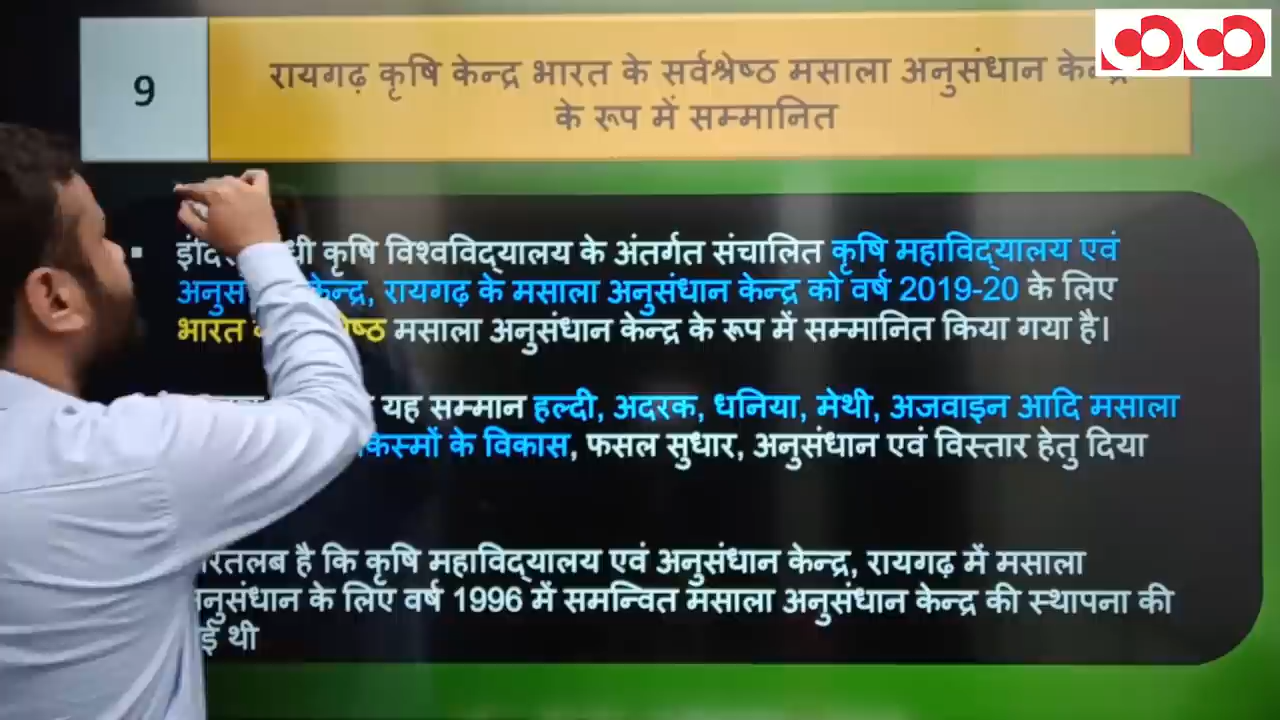 9
रायगढ़ कृषि केन्द्र भारत के सर्वश्रेष्ठ मसाला अनुसंधान
के रूप में सम्मानित
कृषि विश्वविद्यालय के अंतर्गत संचालित कृषि महाविद्यालय एवं
केन्द्र, रायगढ़ के मसाला अनुसंधान केन्द्र को वर्ष 2019-20 के लिए
भारत मसाला अनुसंधान केन्द्र के रूप में सम्मानित किया गया है।
यह सम्मान हल्दी, अदरक, धनिया, मेथी, अजवाइन आदि मसाला
के विकास, फसल सुधार, अनुसंधान एवं विस्तार हेतु दिया
है कि कृषि महाविद्यालय एवं अनुसंधान केन्द्र, रायगढ़ में मसाला
के लिए वर्ष 1996 में समन्वित मसाला अनुसंधान केन्द्र की स्थापना की
थी